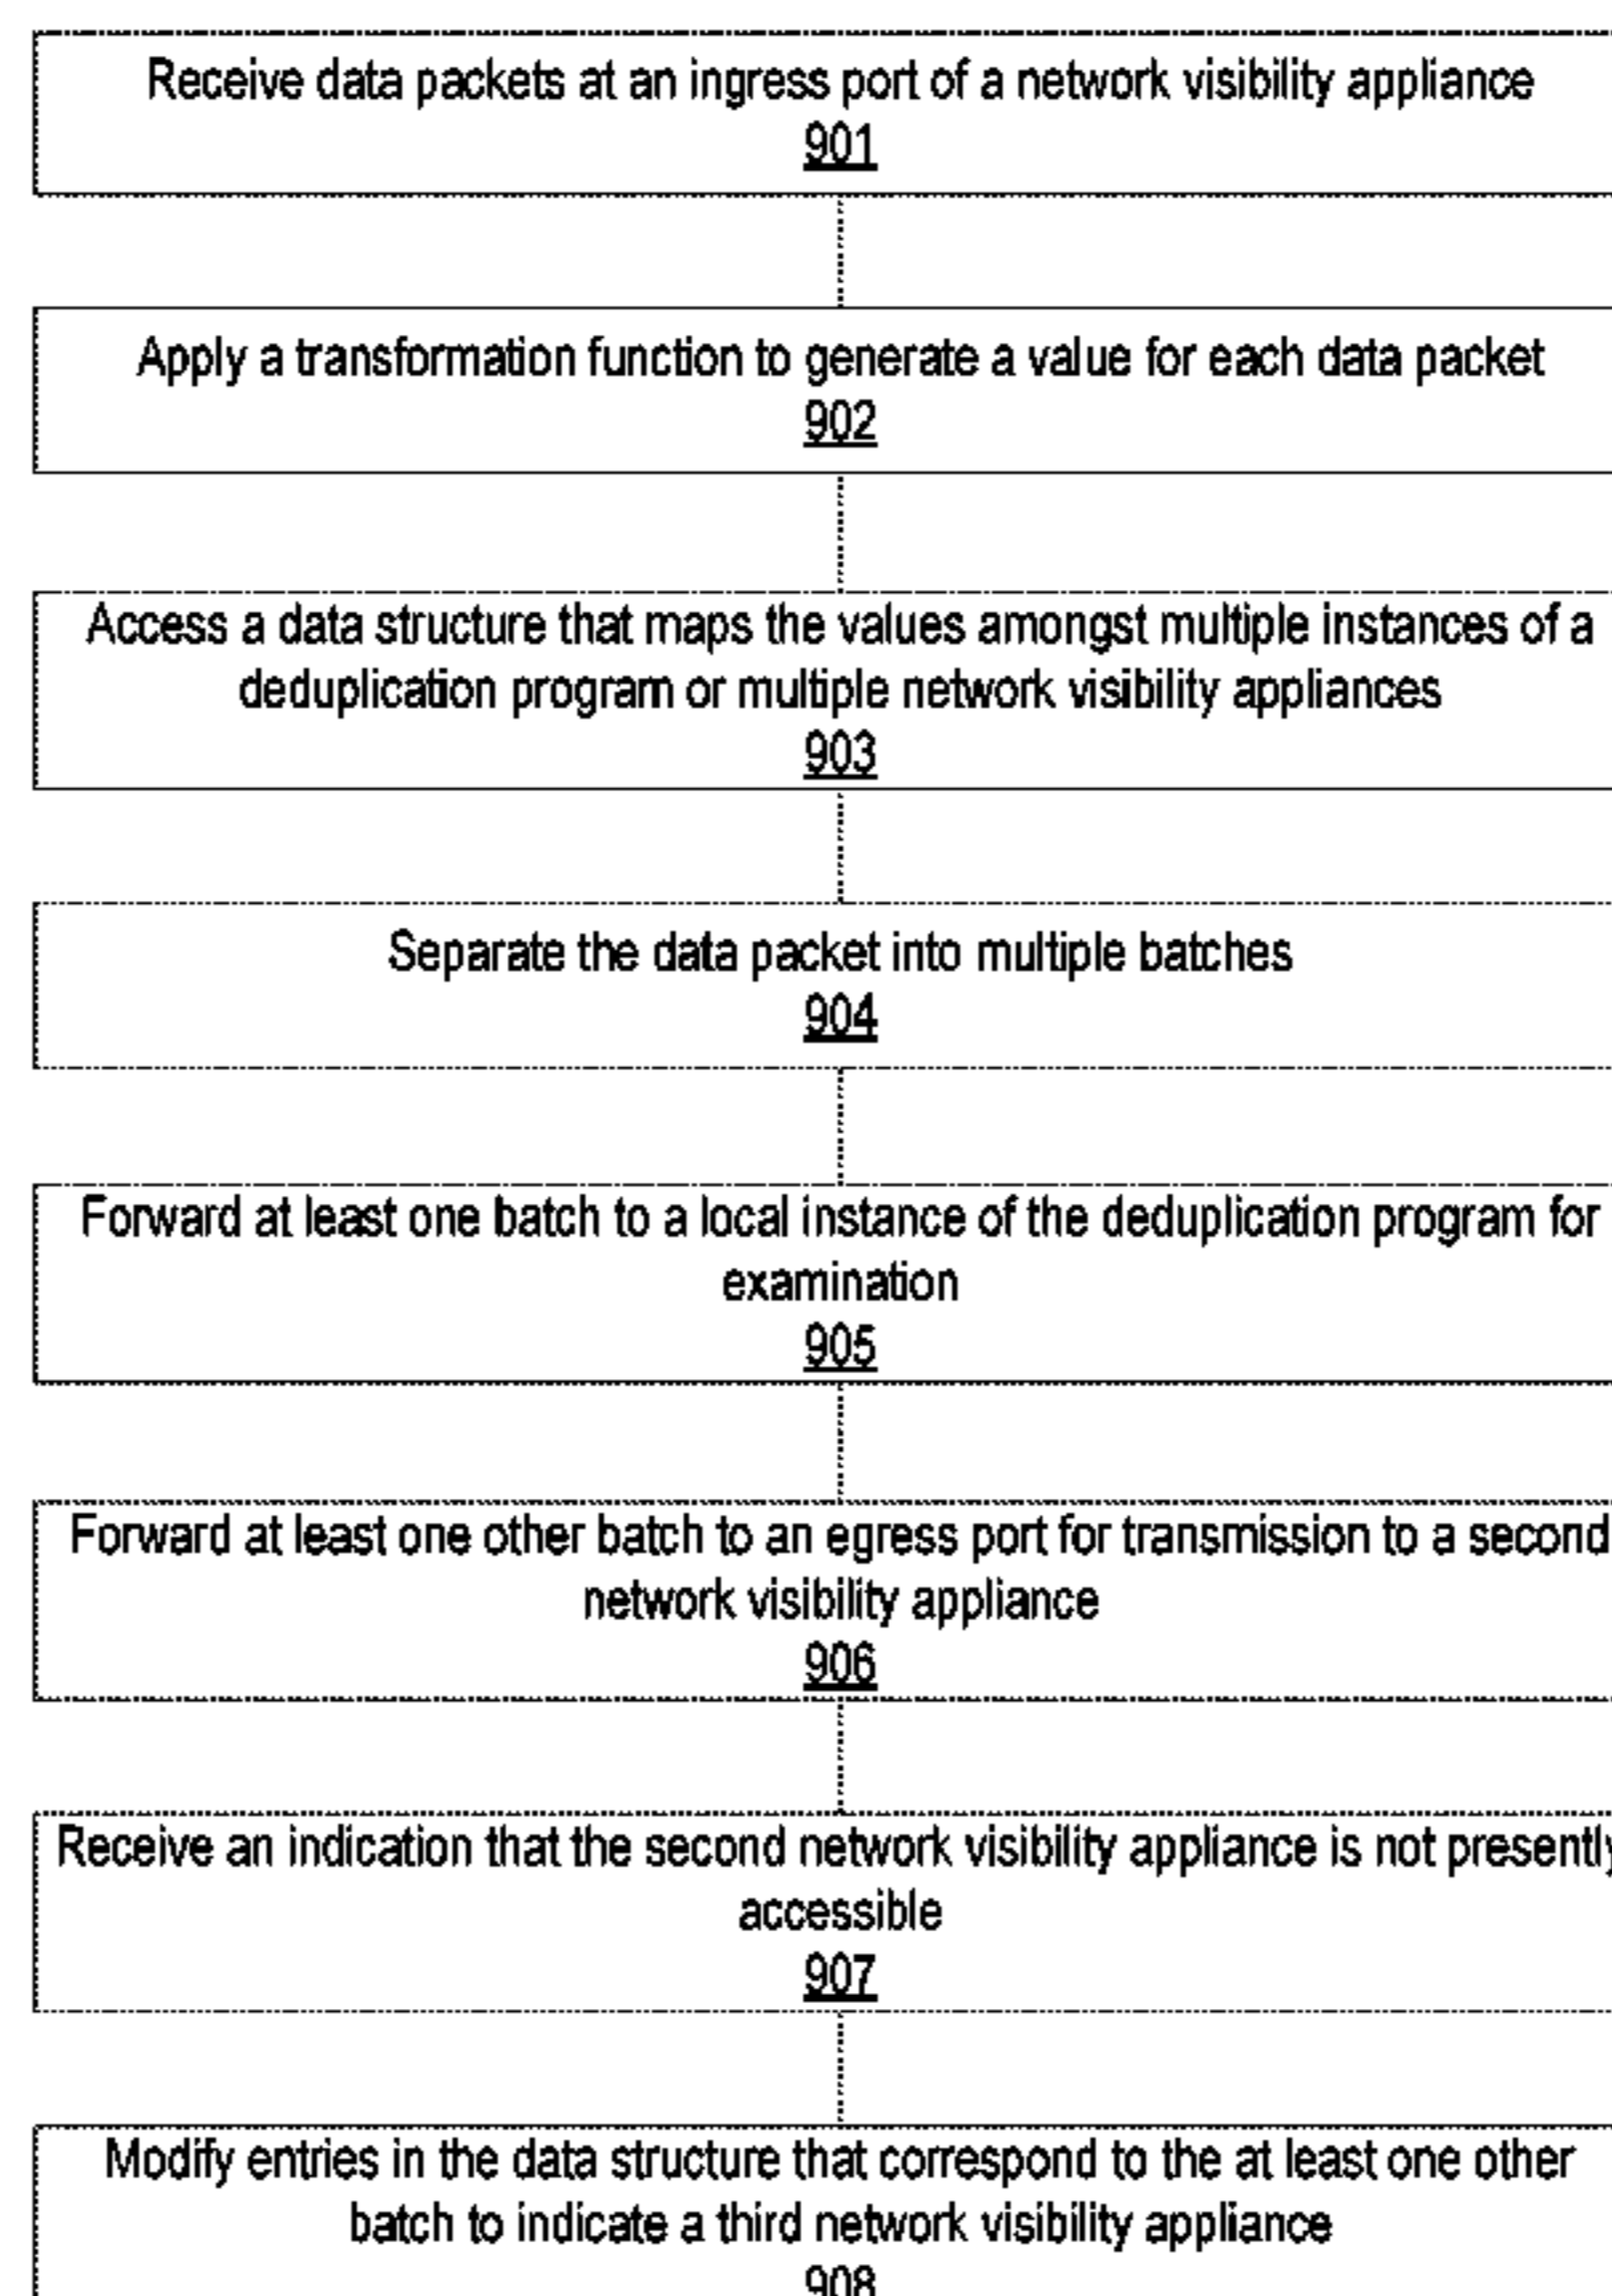 Receive data packets at an ingress port of a network visibility appliance
901
Apply a transformation function to generate a value for each data packet
902
Access a data structure that maps the values amongst multiple instances of a
deduplication program or multiple network visibility appliances
903
Separate the data packet into multiple batches
904
Forward at least one batch to a local instance of the deduplication program for
examination
905
Forward at least one other batch to an egress port for transmission to a second
network visibility appliance
906
Receive an indication that the second network visibility appliance is not presently
accessible
907
Modify entries in the data structure that correspond to the at least one other
batch to indicate a third network visibility appliance
908